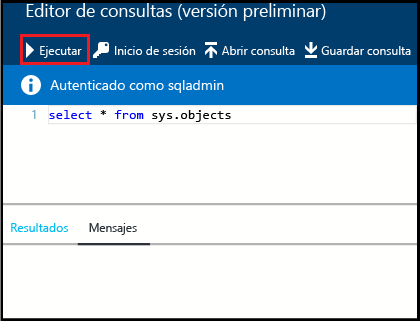 Editor de consultas (versión preliminar)
Ejecutar Inicio de sesión Abrir consulta Guardar consulta
Autenticado como sqladmin
1 select * from sys.objects
Resultados Mensajes